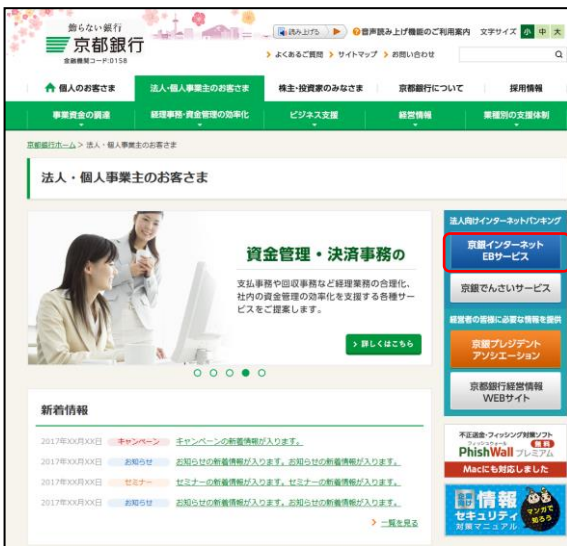 飾らない銀行
京都銀行
金融機関コード:0158
読み上げる
音声読み上げ機能のご利用案内
文字サイズ 小 中 大
よくあるご質問 サイトマップ お問い合わせ
個人のお客さま
法人・個人事業主のお客さま
株主・投資家のみなさま
京都銀行について
採用情報
事業資金の調達
経理事務・資金管理の効率化
ビジネス支援
経営情報
業種別の支援体制
京都銀行ホーム > 法人・個人事業主のお客さま
法人・個人事業主のお客さま
資金管理・決済事務の
支払事務や回収事務など経理業務の合理化、
社内の資金管理の効率化を支援する各種サー
ビスをご提案します。
詳しくはこちら
法人向けインターネットバンキング
京銀インターネット
EBサービス
京銀でんさいサービス
経営者の皆様に必要な情報を提供
京銀プレジデント
アソシエーション
京都銀行経営情報
WEBサイト
新着情報
2017年XX月XX日 キャンペーン キャンペーンの新着情報が入ります。
2017年XX月XX日 お知らせ お知らせの新着情報が入ります。お知らせの新着情報が入ります。
2017年XX月XX日 セミナー セミナーの新着情報が入ります。セミナーの新着情報が入ります。
2017年XX月XX日 お知らせ お知らせの新着情報が入ります。お知らせの新着情報が入ります。
一覧を見る
不正送金・フィッシング対策ソフト
フィッシュウォール 無料
PhishWall プレミアム
Macにも対応しました
情報
セキュリティ
対策マニュアル
マンガで
知ろう